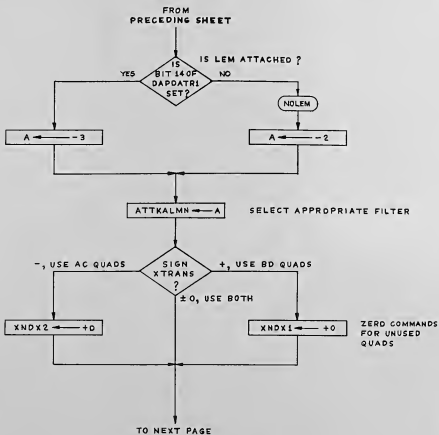 FROM
PRECEDING SHEET
IS LEM ATTACHED ?
YES
IS
BIT 14 OF
DAPDATR1
SET?
NO
NOLEM
A ← -3
A ← -2
ATTKALMN ← A
SELECT APPROPRIATE FILTER
-, USE AC QUADS
SIGN
XTRANS
?
+, USE BD QUADS
± 0, USE BOTH
XNDX2 ← +0
XNDX1 ← +0
ZERO COMMANDS
FOR UNUSED
QUADS
TO NEXT PAGE